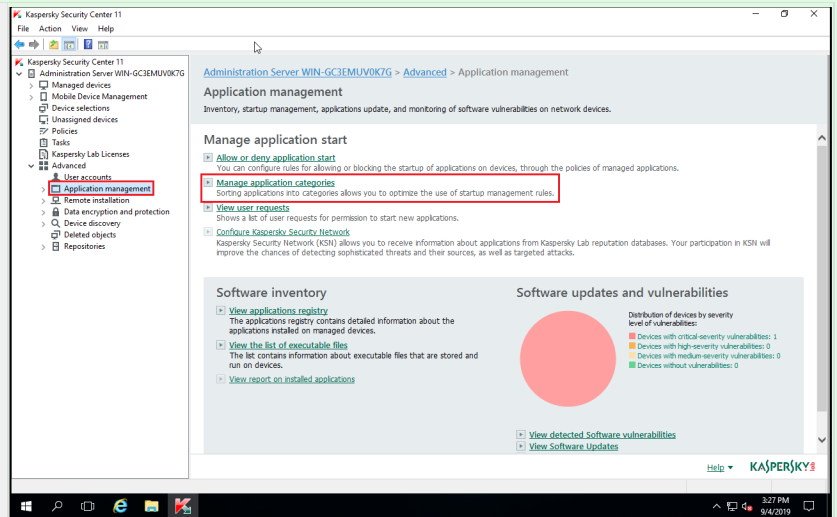 Kaspersky Security Center 11
File Action View Help
Kaspersky Security Center 11
Administration Server WIN-GC3EMUV0K7G
Managed devices
Mobile Device Management
Device selections
Unassigned devices
Policies
Tasks
Kaspersky Lab Licenses
Advanced
User accounts
Application management
Remote installation
Data encryption and protection
Device discovery
Deleted objects
Repositories
Administration Server WIN-GC3EMUV0K7G > Advanced > Application management
Application management
Inventory, startup management, applications update, and monitoring of software vulnerabilities on network devices.
Manage application start
Allow or deny application start
You can configure rules for allowing or blocking the startup of applications on devices, through the policies of managed applications.
Manage application categories
Sorting applications into categories allows you to optimize the use of startup management rules.
View user requests
Shows a list of user requests for permission to start new applications.
Configure Kaspersky Security Network
Kaspersky Security Network (KSN) allows you to receive information about applications from Kaspersky Lab reputation databases. Your participation in KSN will
improve the chances of detecting sophisticated threats and their sources, as well as targeted attacks.
Software inventory
View applications registry
The applications registry contains detailed information about the
applications installed on managed devices.
View the list of executable files
The list contains information about executable files that are stored and
run on devices.
View report on installed applications
Software updates and vulnerabilities
Distribution of devices by severity
level of vulnerabilities:
Devices with critical-severity vulnerabilities: 1
Devices with high-severity vulnerabilities: 0
Devices with medium-severity vulnerabilities: 0
Devices without vulnerabilities: 0
View detected Software vulnerabilities
View Software Updates
Help
KASPERSKY lab
3:27 PM
9/4/2019